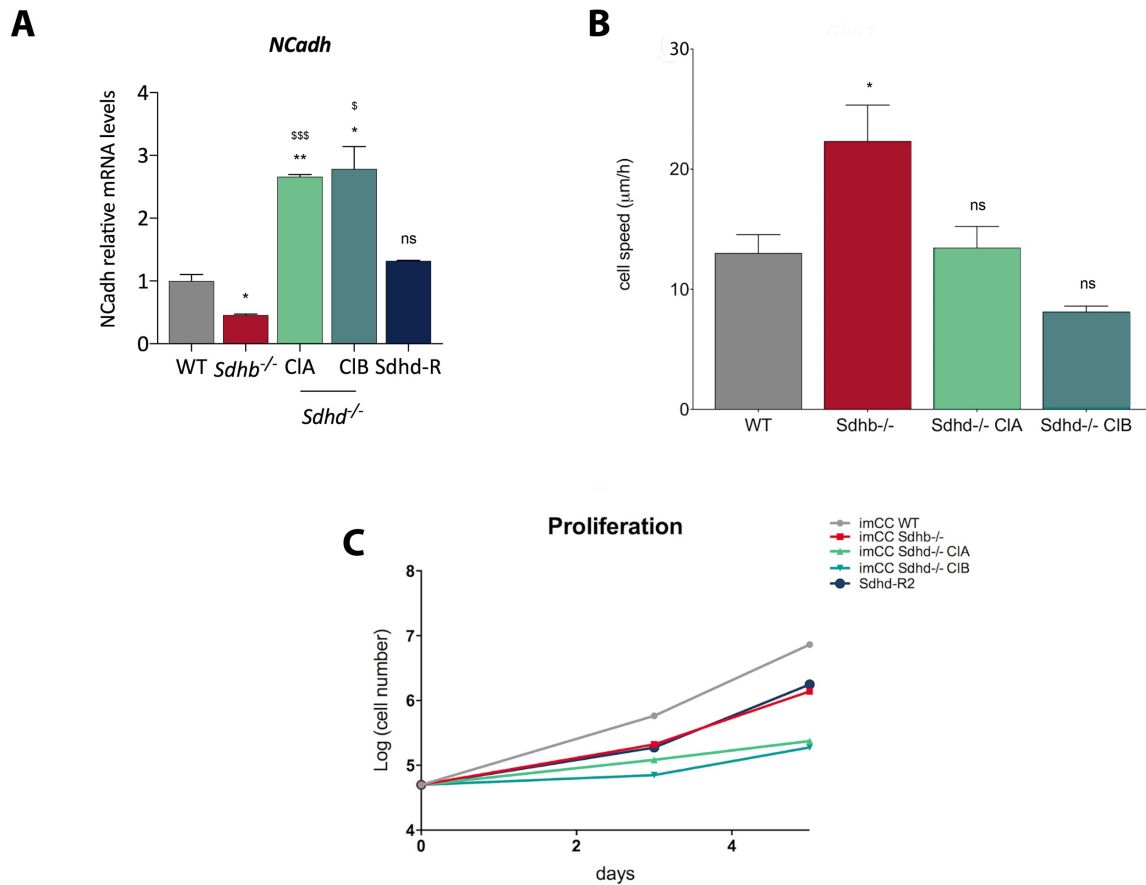 A
NCadh
NCadh relative mRNA levels
4
3
2
1
0
*
$$$
**
$
*
ns
WT
Sdhb-/-
ClA
ClB
Sdhd-R
Sdhd-/-
B
cell speed (μm/h)
30
20
10
0
*
ns
ns
WT
Sdhb-/-
Sdhd-/- ClA
Sdhd-/- ClB
C
Proliferation
imCC WT
imCC Sdhb-/-
imCC Sdhd-/- ClA
imCC Sdhd-/- ClB
Sdhd-R2
Log (cell number)
8
7
6
5
4
0
2
4
days